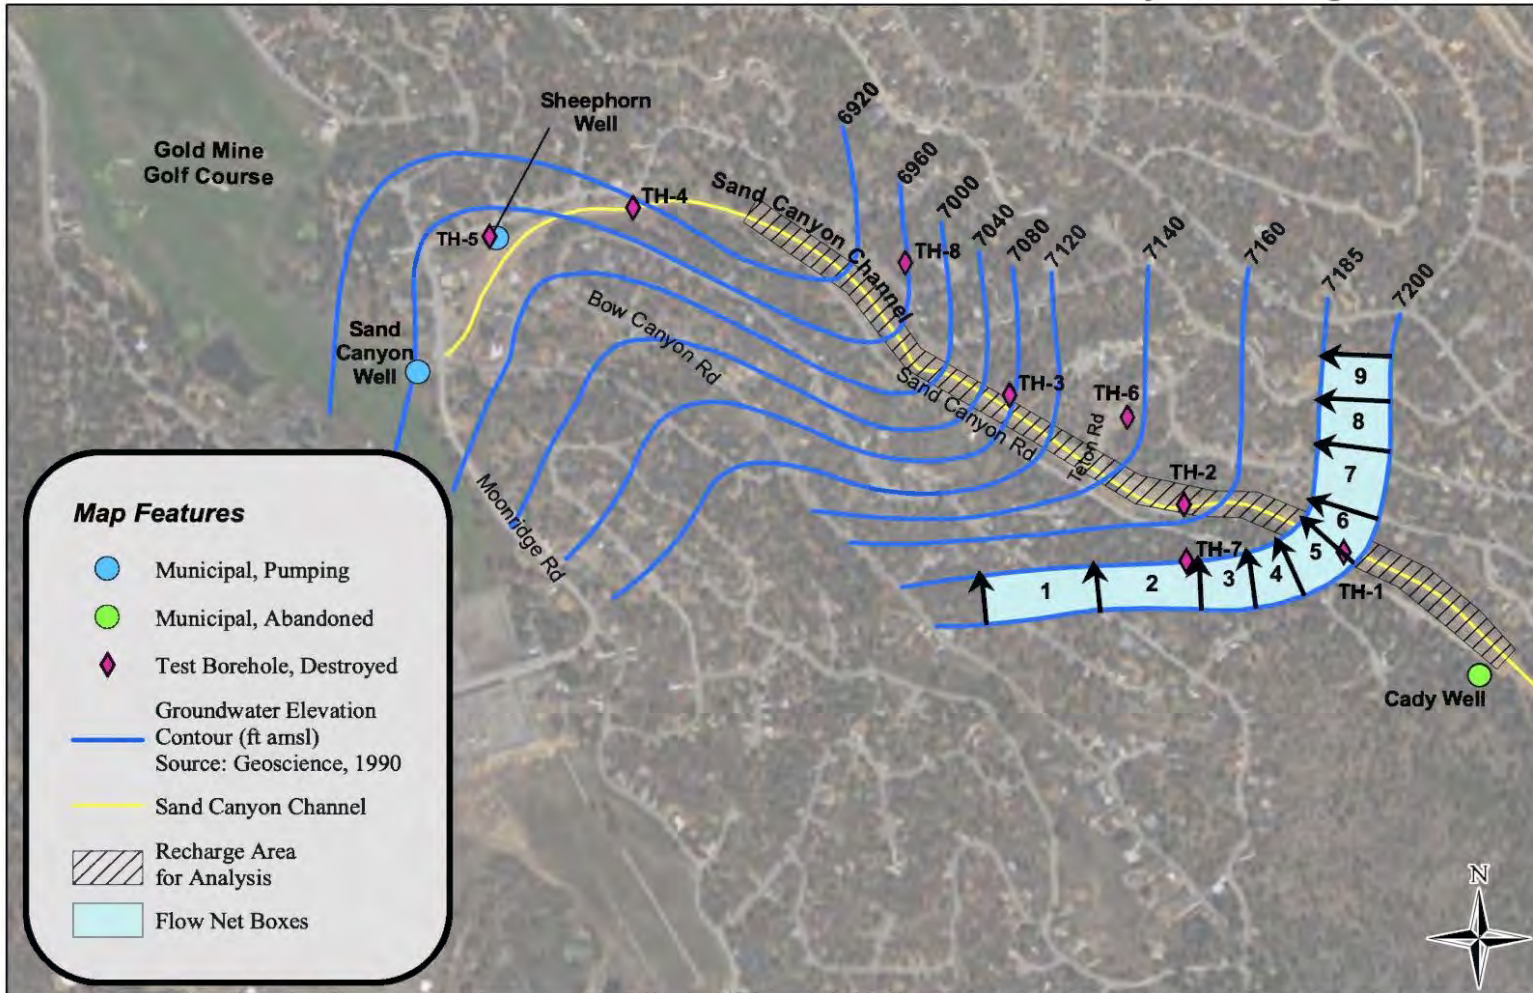 Sheephorn
Well
Gold Mine
Golf Course
6920
6960
7000
7040
7080
7120
7140
7160
7185
7200
TH-4
Sand Canyon Channel
TH-5
TH-8
Bow Canyon Rd
Sand
Canyon
Well
TH-3
Sand Canyon Rd
TH-6
Teton Rd
TH-2
9
8
7
6
5
4
3
2
1
TH-7
TH-1
Moonridge Rd
Cady Well
Map Features
Municipal, Pumping
Municipal, Abandoned
Test Borehole, Destroyed
Groundwater Elevation
Contour (ft amsl)
Source: Geoscience, 1990
Sand Canyon Channel
Recharge Area
for Analysis
Flow Net Boxes
N